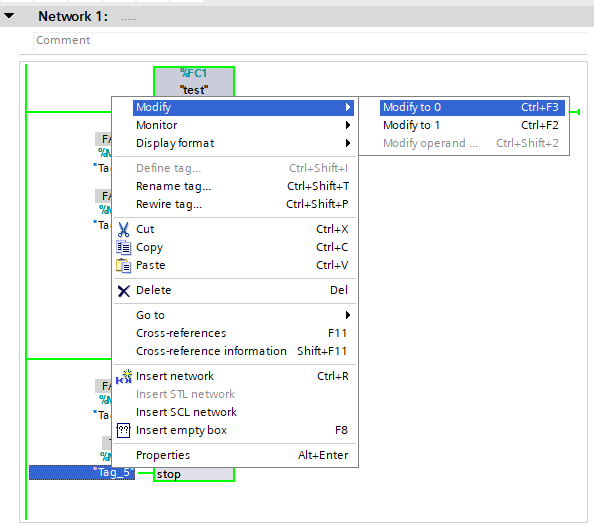 Network 1: .....
Comment
%FC1
"test"
Modify
Modify to 0 Ctrl+F3
Monitor
Modify to 1 Ctrl+F2
Display format
Modify operand ... Ctrl+Shift+2
FA
%M
"Ta
Define tag... Ctrl+Shift+I
Rename tag... Ctrl+Shift+T
Rewire tag... Ctrl+Shift+P
FA
%M
"Ta
Cut Ctrl+X
Copy Ctrl+C
Paste Ctrl+V
Delete Del
Go to
Cross-references F11
Cross-reference information Shift+F11
Insert network Ctrl+R
Insert STL network
Insert SCL network
Insert empty box F8
FA
%M
"Ta
Properties Alt+Enter
%M
"Tag_5"
stop